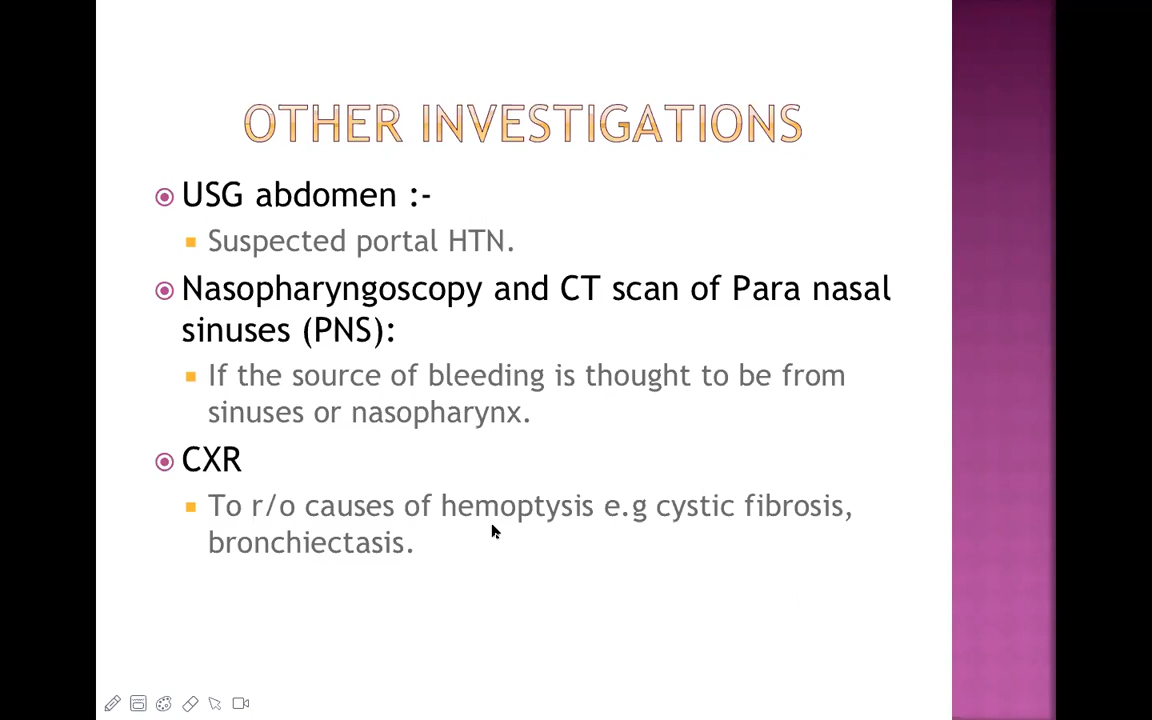 OTHER INVESTIGATIONS
USG abdomen :-
Suspected portal HTN.
Nasopharyngoscopy and CT scan of Para nasal
sinuses (PNS):
If the source of bleeding is thought to be from
sinuses or nasopharynx.
CXR
To r/o causes of hemoptysis e.g cystic fibrosis,
bronchiectasis.